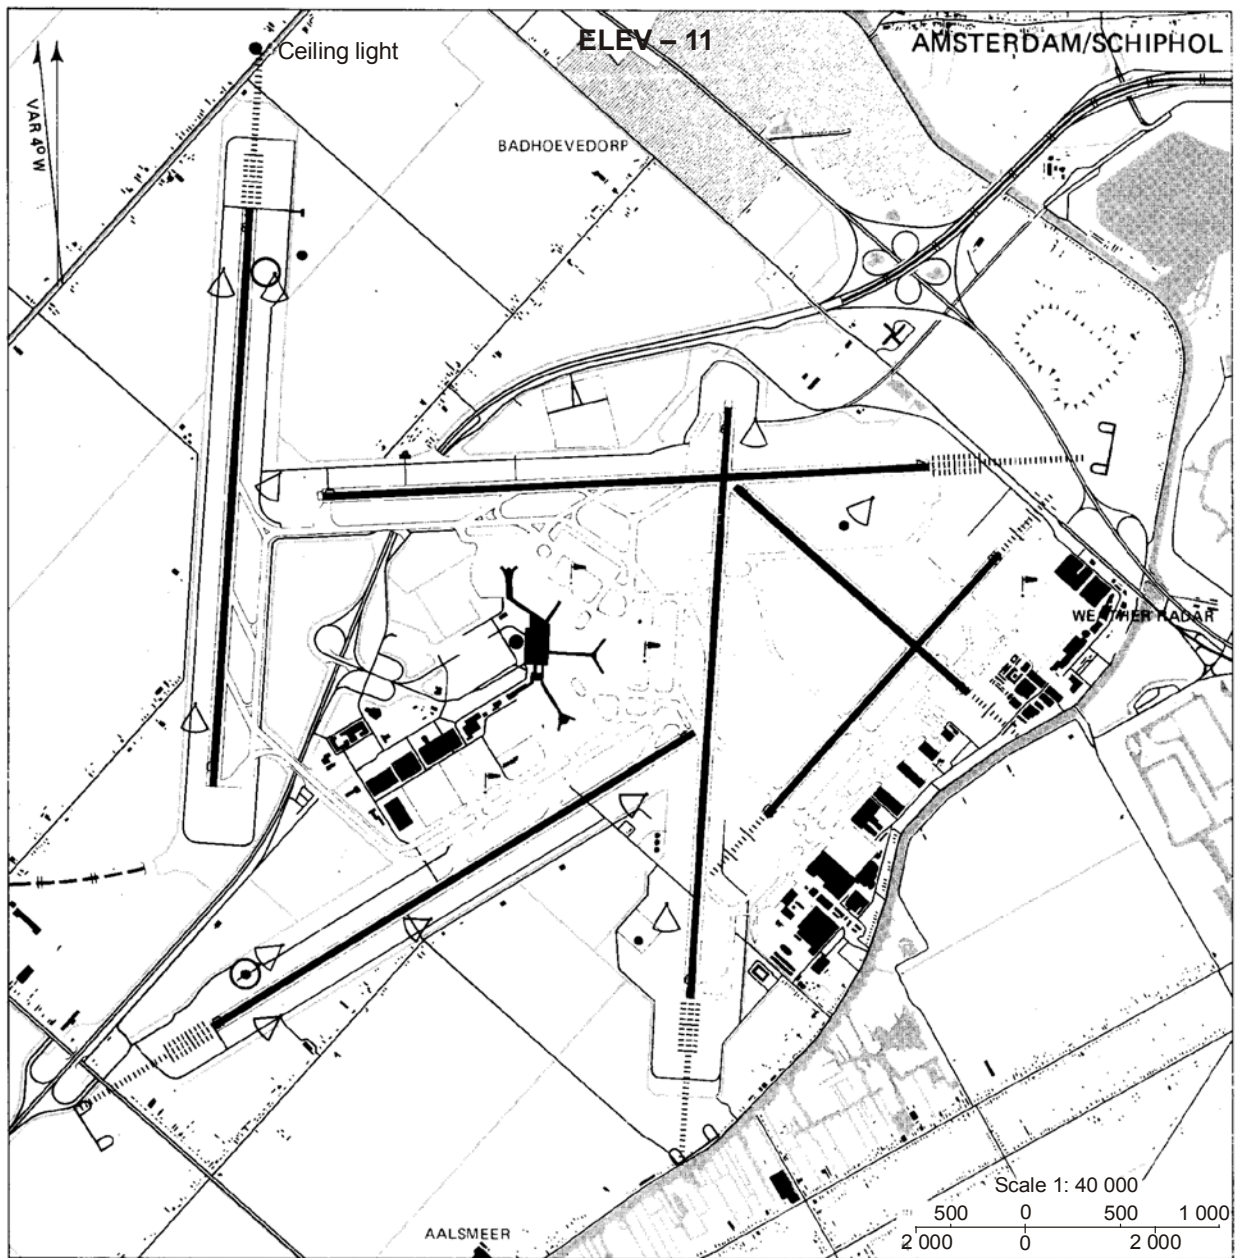 ELEV – 11
AMSTERDAM/SCHIPHOL
Ceiling light
VAR 4º W
BADHOEVEDORP
WEATHER RADAR
Scale 1: 40 000
500 0 500 1 000
2 000 0 2 000
AALSMEER